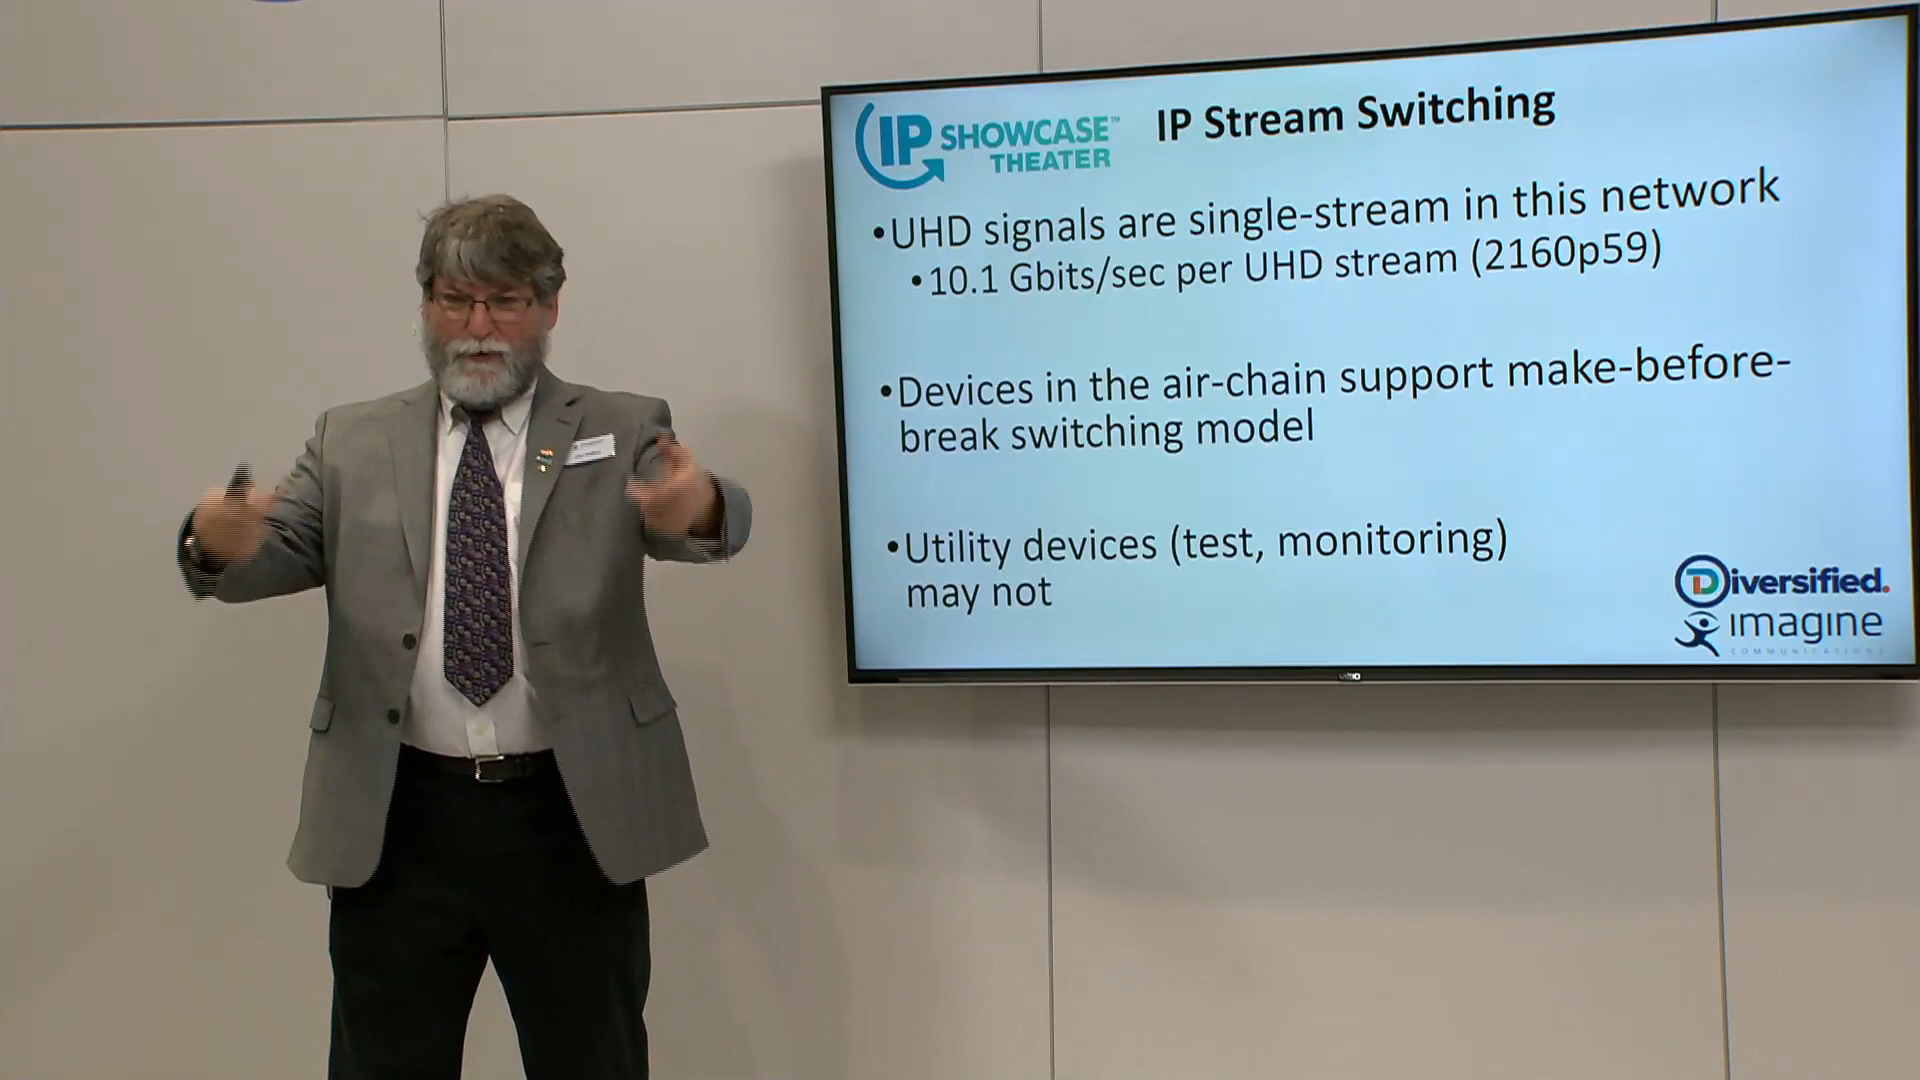 IP SHOWCASE™
THEATER
IP Stream Switching
•UHD signals are single-stream in this network
•10.1 Gbits/sec per UHD stream (2160p59)
•Devices in the air-chain support make-before-
break switching model
•Utility devices (test, monitoring)
may not
Diversified.
imagine
COMMUNICATIONS
VIZIO